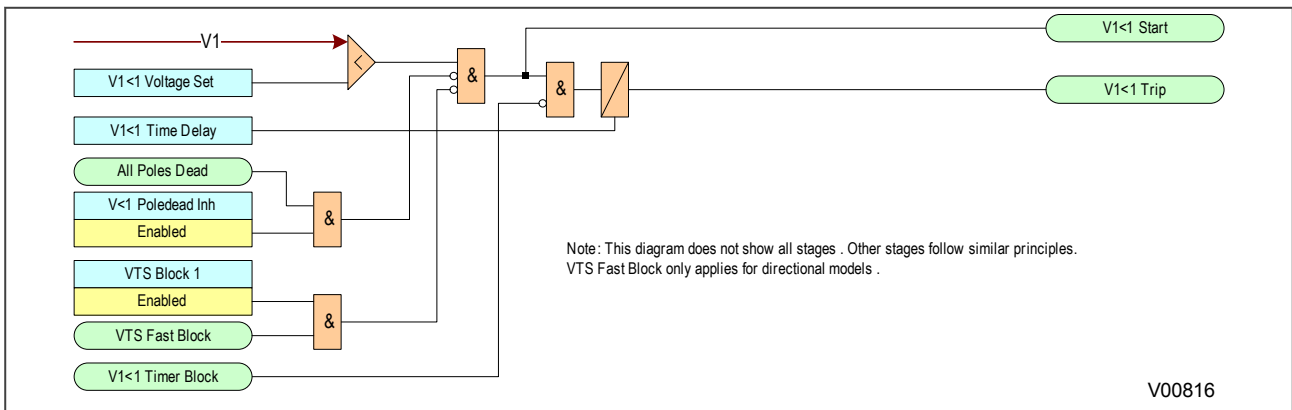 V1
V1<1 Start
<
&
V1<1 Voltage Set
&
V1<1 Trip
V1<1 Time Delay
All Poles Dead
V<1 Poledead Inh
&
Enabled
Note: This diagram does not show all stages . Other stages follow similar principles.
VTS Fast Block only applies for directional models .
VTS Block 1
Enabled
&
VTS Fast Block
V1<1 Timer Block
V00816